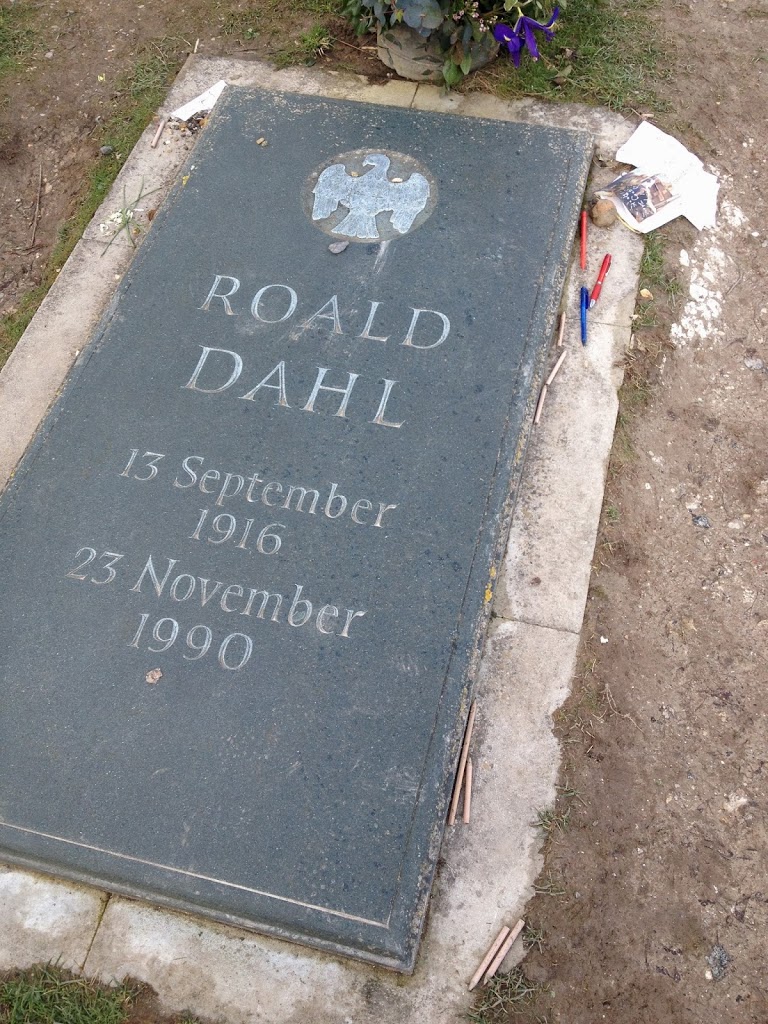 ROALD
DAHL
13 September
1916
23 November
1990